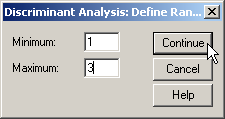 Discriminant Analysis: Define Ran...
Minimum: 1 Continue
Maximum: 3 Cancel
Help